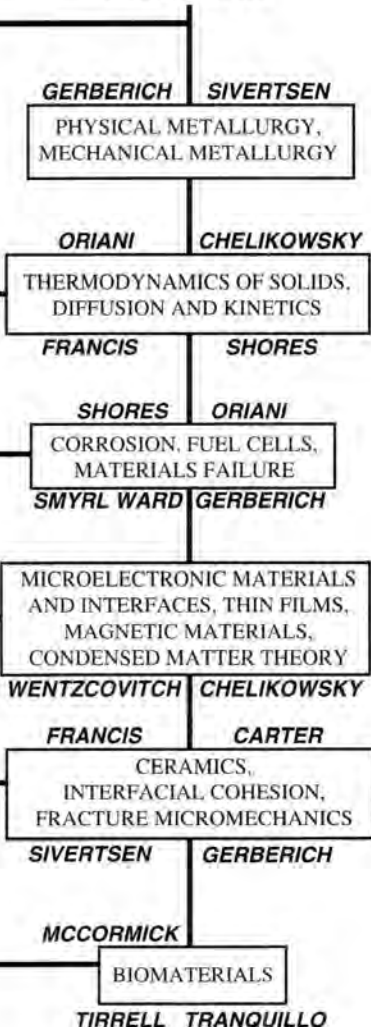 GERBERICH SIVERTSEN
PHYSICAL METALLURGY,
MECHANICAL METALLURGY
ORIANI CHELIKOWSKY
THERMODYNAMICS OF SOLIDS,
DIFFUSION AND KINETICS
FRANCIS SHORES
SHORES ORIANI
CORROSION, FUEL CELLS,
MATERIALS FAILURE
SMYRL WARD GERBERICH
MICROELECTRONIC MATERIALS
AND INTERFACES, THIN FILMS,
MAGNETIC MATERIALS,
CONDENSED MATTER THEORY
WENTZCOVITCH CHELIKOWSKY
FRANCIS CARTER
CERAMICS,
INTERFACIAL COHESION,
FRACTURE MICROMECHANICS
SIVERTSEN GERBERICH
MCCORMICK
BIOMATERIALS
TIRRELL TRANQUILLO